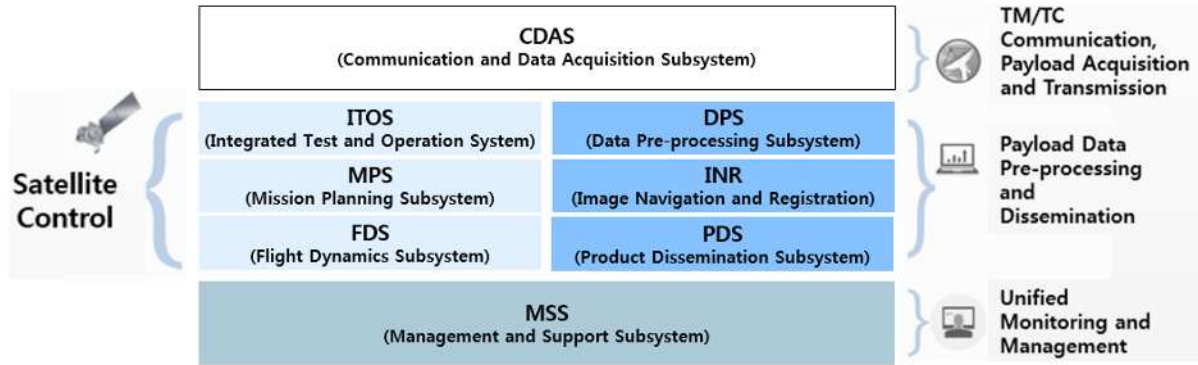 CDAS
(Communication and Data Acquisition Subsystem)
TM/TC
Communication,
Payload Acquisition
and Transmission
Satellite
Control
ITOS
(Integrated Test and Operation System)
MPS
(Mission Planning Subsystem)
FDS
(Flight Dynamics Subsystem)
DPS
(Data Pre-processing Subsystem)
INR
(Image Navigation and Registration)
PDS
(Product Dissemination Subsystem)
Payload Data
Pre-processing
and
Dissemination
MSS
(Management and Support Subsystem)
Unified
Monitoring and
Management